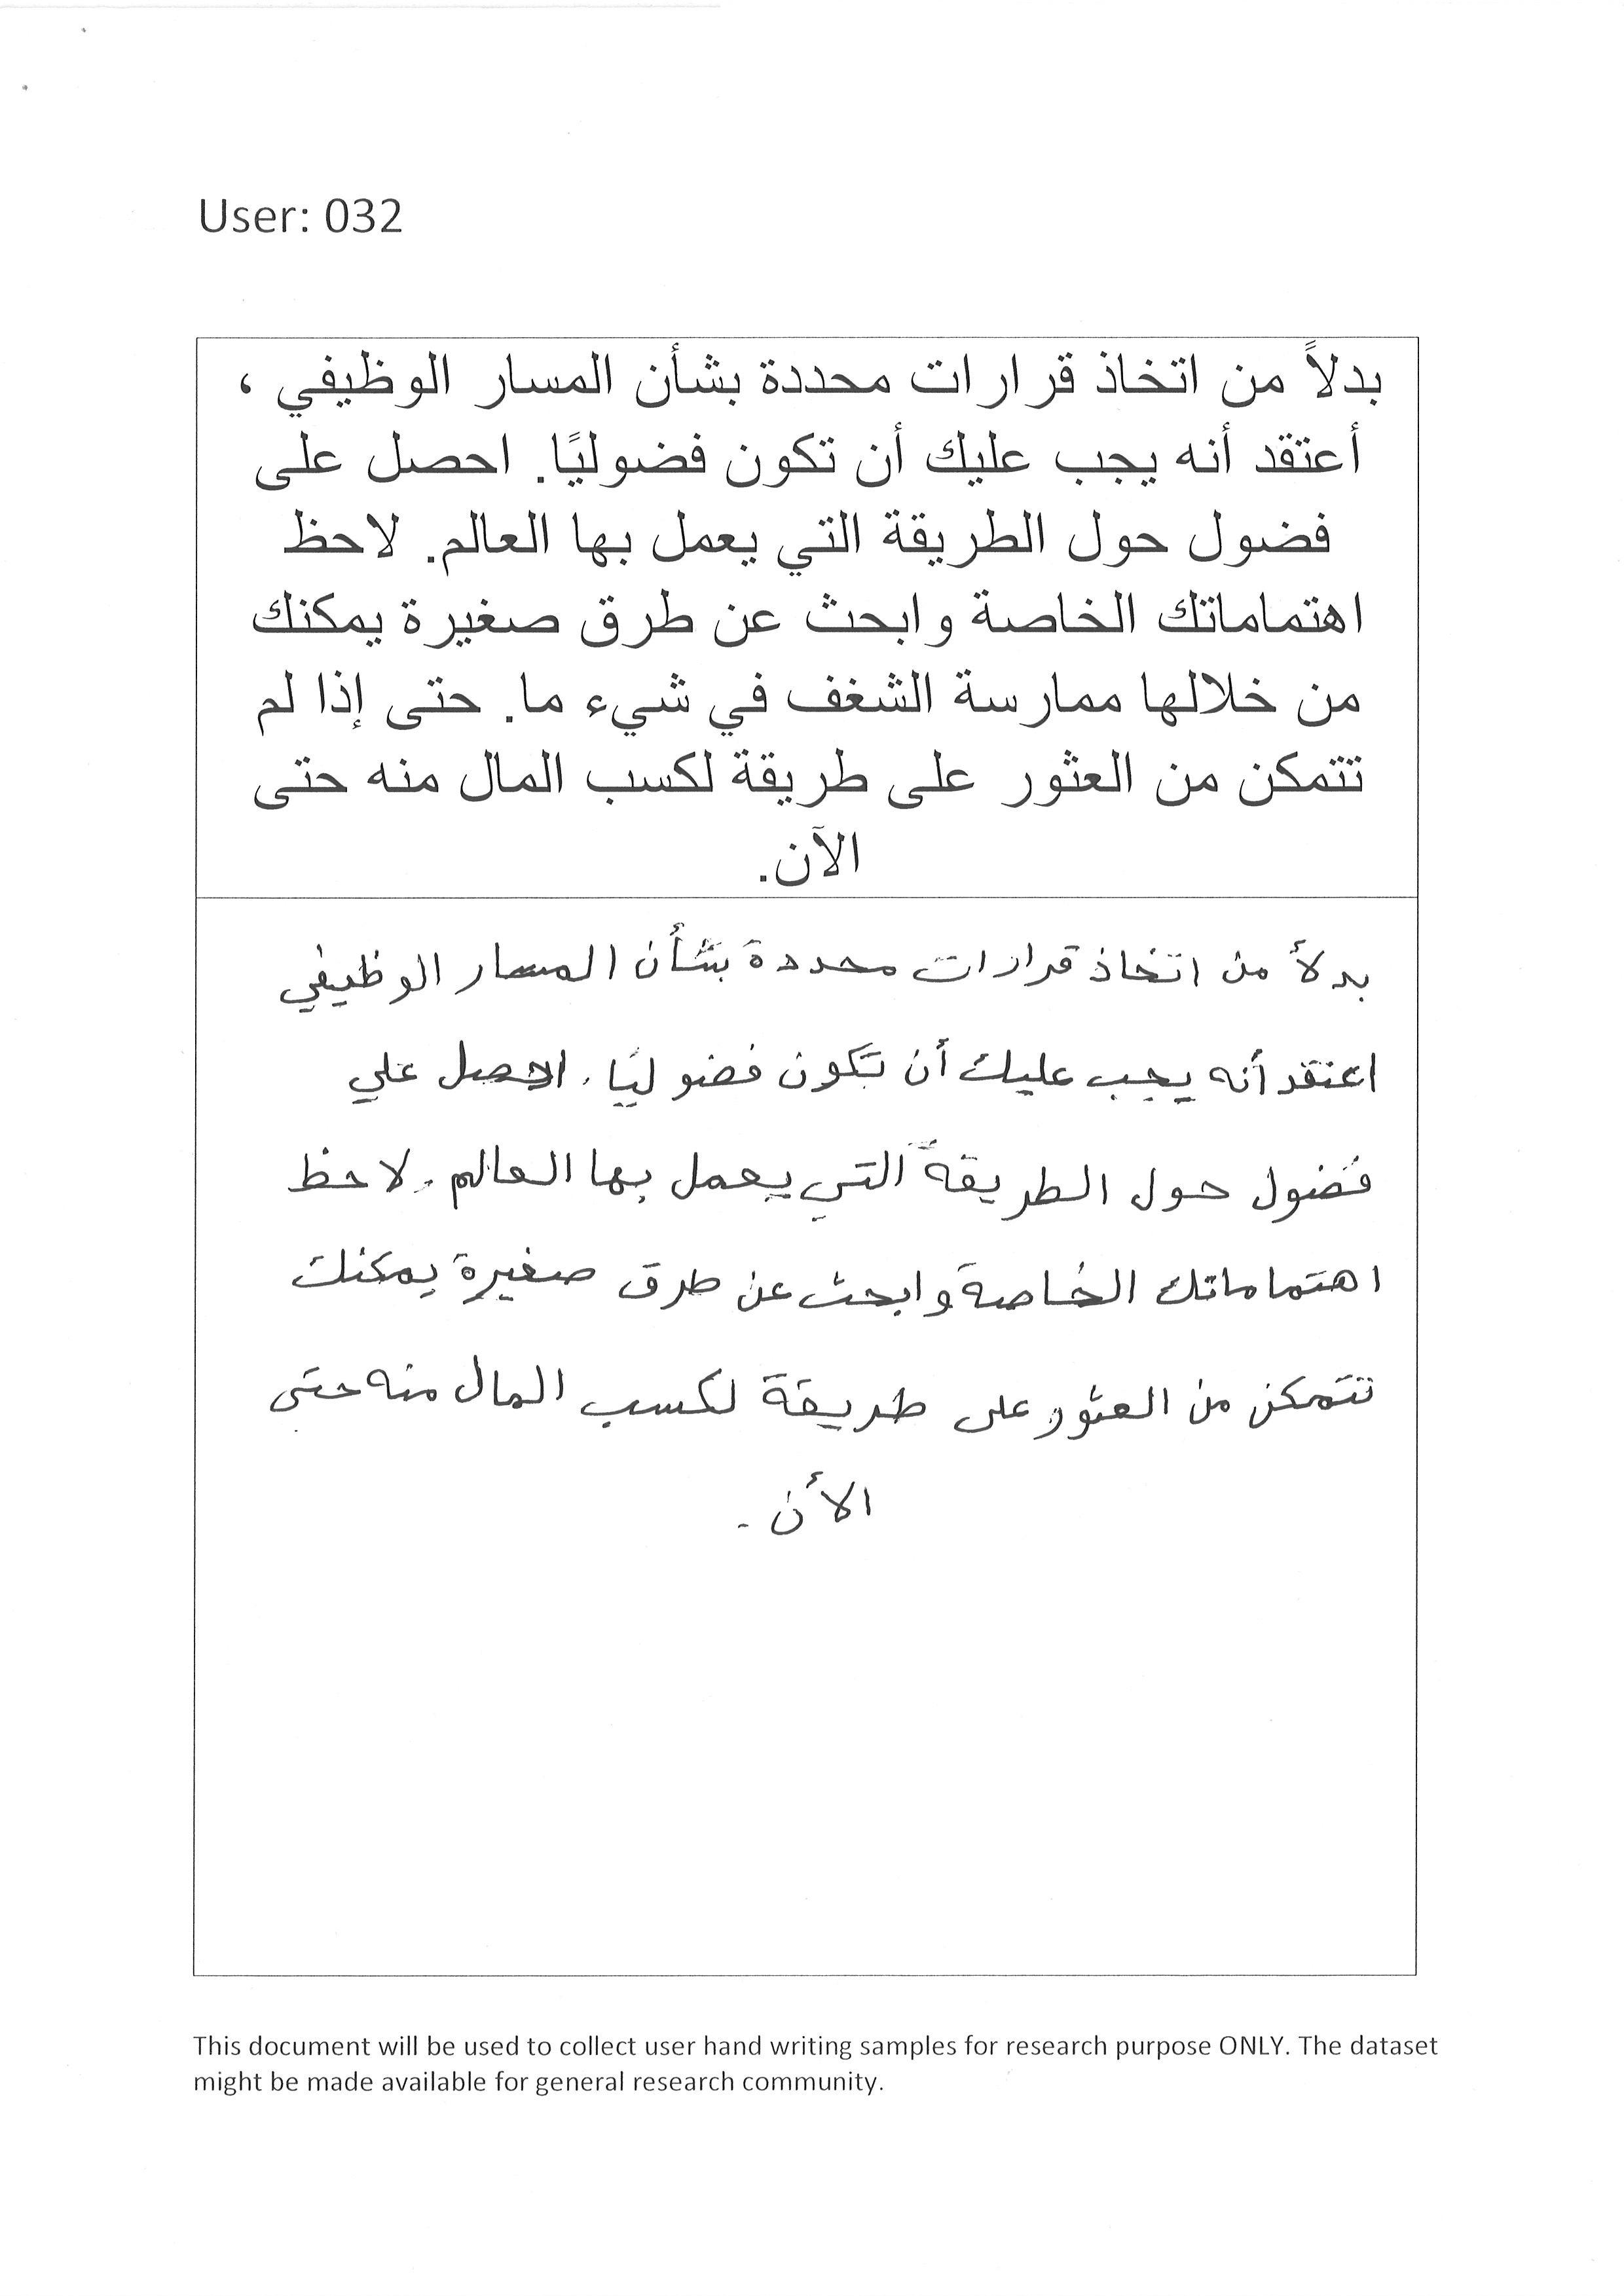 User: 032
بدلاً من اتخاذ قرارات محددة بشأن المسار الوظيفي ،
أعتقد أنه يجب عليك أن تكون فضوليًا. احصل على
فضول حول الطريقة التي يعمل بها العالم. لاحظ
اهتماماتك الخاصة وابحث عن طرق صغيرة يمكنك
من خلالها ممارسة الشغف في شيء ما. حتى إذا لم
تتمكن من العثور على طريقة لكسب المال منه حتى
الآن.
بدلأ من اتخاذ قرارات محددة بشأن المسار الوظيفي
اعتقد أنه يجب عليك أن تكون فضوليًا. احصل علي
فضول حول الطريقة التي يعمل بها العالم. لاحظ
اهتماماتك الخاصة وابحث عن طرق صغيرة يمكنك
تتمكن من العثور على طريقة لكسب المال منه حتى
الأن.
This document will be used to collect user hand writing samples for research purpose ONLY. The dataset
might be made available for general research community.